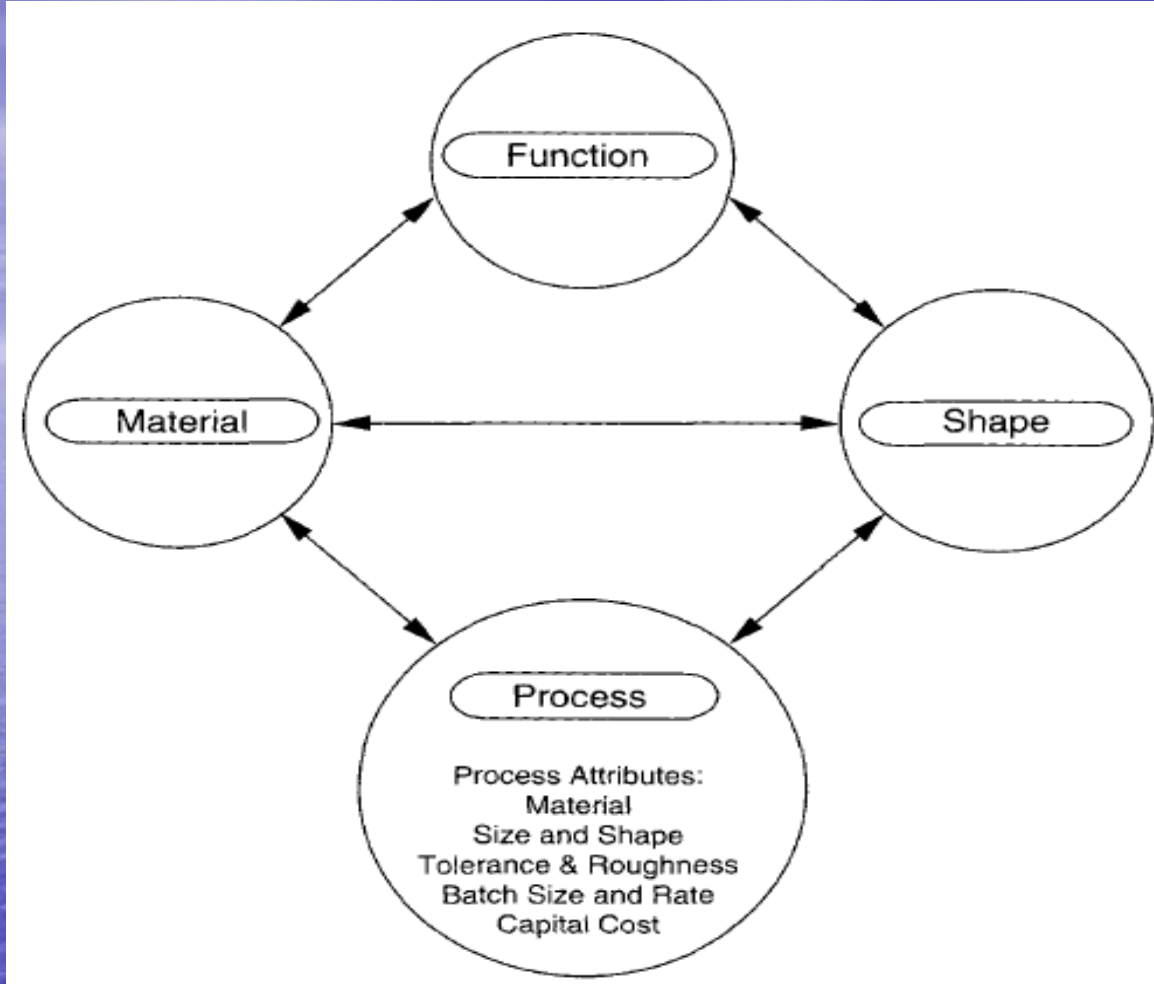 Function
Material
Shape
Process
Process Attributes:
Material
Size and Shape
Tolerance & Roughness
Batch Size and Rate
Capital Cost